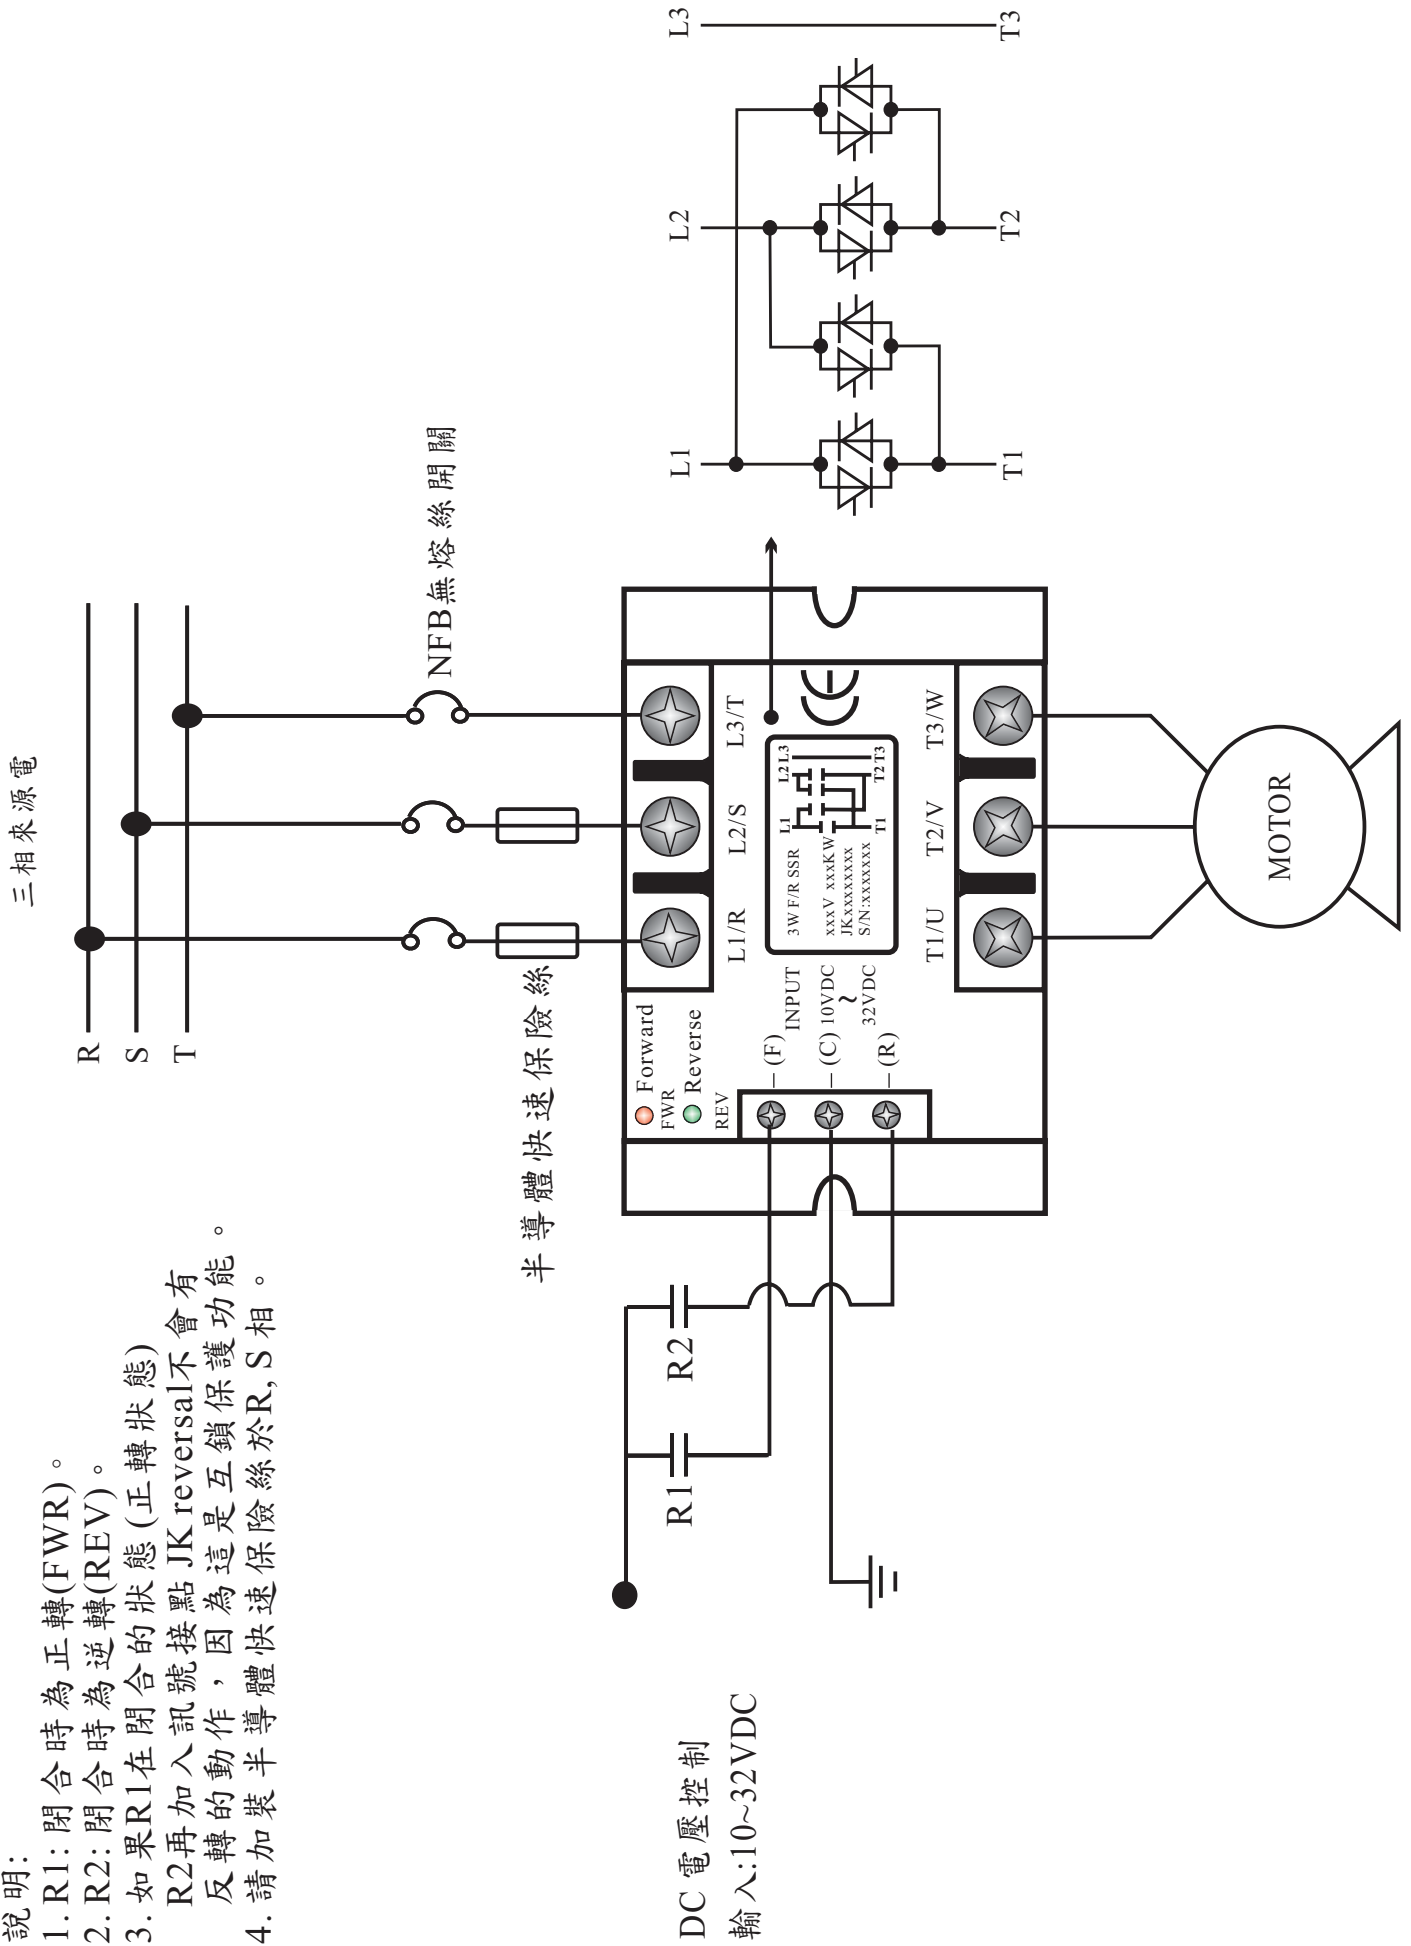 說明:
1. R1: 閉合時為正轉(FWR)。
2. R2: 閉合時為逆轉(REV)。
3. 如果R1在閉合的狀態 (正轉狀態)
R2再加入訊號接點 JK reversal不會有
反轉的動作，因為這是互鎖保護功能。
4. 請加裝半導體快速保險絲於R, S 相。
三相來源電
R
S
T
NFB無熔絲開關
半導體快速保險絲
DC 電壓控制
輸入:10~32VDC
R1
R2
Forward
FWR
Reverse
REV
(F)
(C)
(R)
INPUT
10VDC
~
32VDC
L1/R
L2/S
L3/T
3W F/R SSR
xxxV xxxKW
JKxxxxxxxx
S/N:xxxxxxx
L1
L2 L3
T1
T2 T3
CE
T1/U
T2/V
T3/W
MOTOR
L1
L2
L3
T1
T2
T3